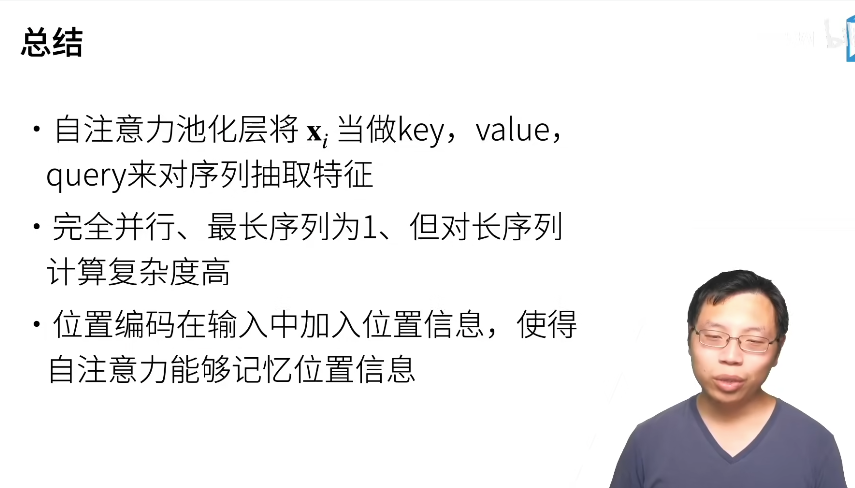 总结
・自注意力池化层将 xᵢ 当做key，value，
query来对序列抽取特征
・完全并行、最长序列为1、但对长序列
计算复杂度高
・位置编码在输入中加入位置信息，使得
自注意力能够记忆位置信息